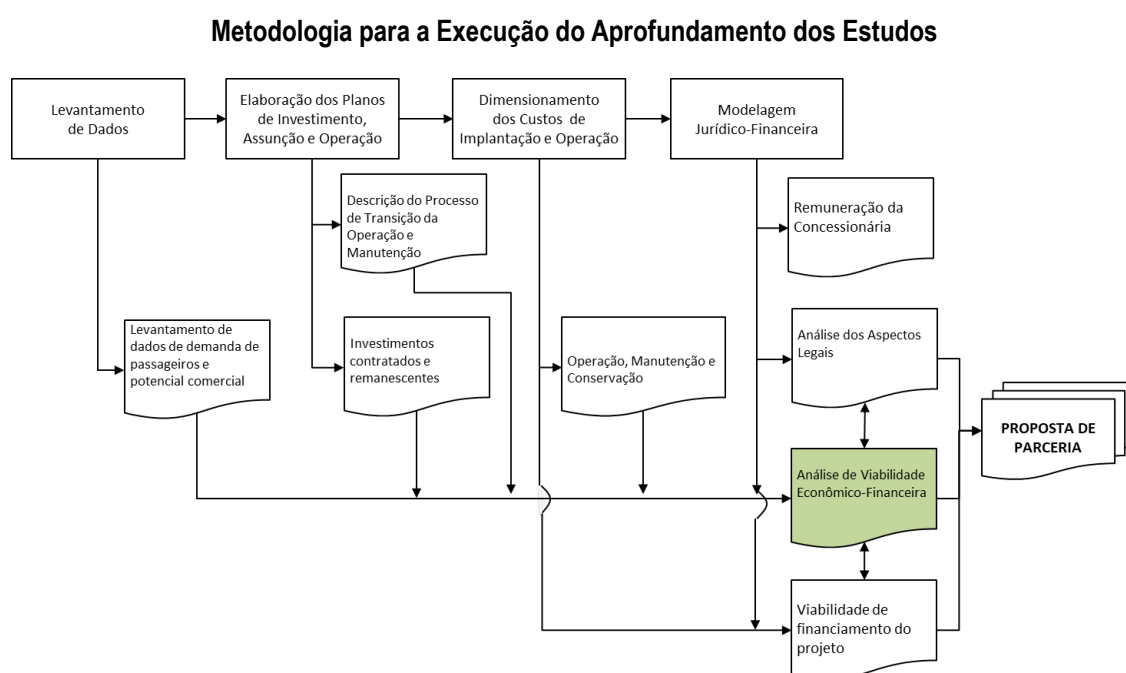 Metodologia para a Execução do Aprofundamento dos Estudos
Levantamento
de Dados
Elaboração dos Planos
de Investimento,
Assunção e Operação
Dimensionamento
dos Custos de
Implantação e Operação
Modelagem
Jurídico-Financeira
Descrição do Processo
de Transição da
Operação e
Manutenção
Remuneração da
Concessionária
Levantamento de
dados de demanda de
passageiros e
potencial comercial
Investimentos
contratados e
remanescentes
Operação, Manutenção e
Conservação
Análise dos Aspectos
Legais
PROPOSTA DE
PARCERIA
Análise de Viabilidade
Econômico-Financeira
Viabilidade de
financiamento do
projeto